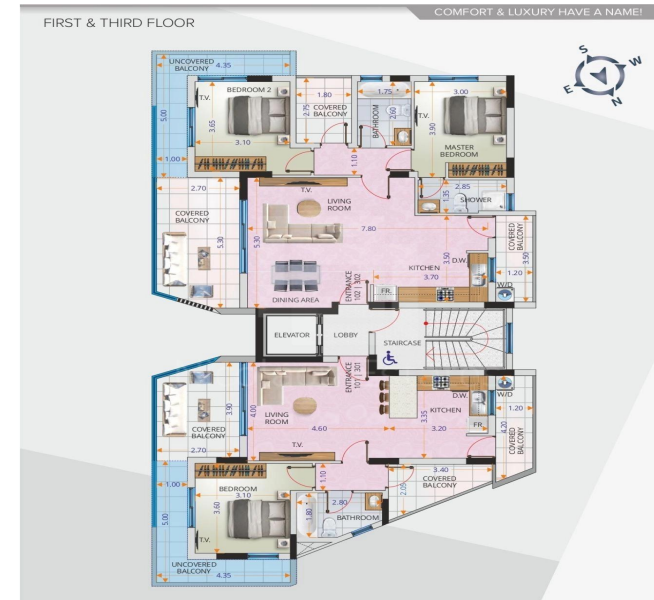 COMFORT & LUXURY HAVE A NAME!
FIRST & THIRD FLOOR
S
W
E
N
UNCOVERED
BALCONY
4.35
5.00
1.00
T.V.
BEDROOM 2
3.65
3.10
1.80
2.75
COVERED
BALCONY
1.75
BATHROOM
2.60
3.00
T.V.
3.90
MASTER
BEDROOM
1.10
2.85
1.35
SHOWER
2.70
COVERED
BALCONY
5.30
T.V.
LIVING
ROOM
7.80
5.30
DINING AREA
ENTRANCE
102 | 302
KITCHEN
3.70
3.50
D.W.
FR.
COVERED
BALCONY
3.50
1.20
W/D
ELEVATOR
LOBBY
STAIRCASE
ENTRANCE
101 | 301
3.90
COVERED
BALCONY
2.70
4.00
LIVING
ROOM
4.60
T.V.
KITCHEN
3.35
3.20
D.W.
FR.
W/D
1.20
4.20
COVERED
BALCONY
1.00
5.00
BEDROOM
3.10
3.60
T.V.
1.10
1.80
2.80
BATHROOM
3.40
COVERED
BALCONY
2.05
UNCOVERED
BALCONY
4.35